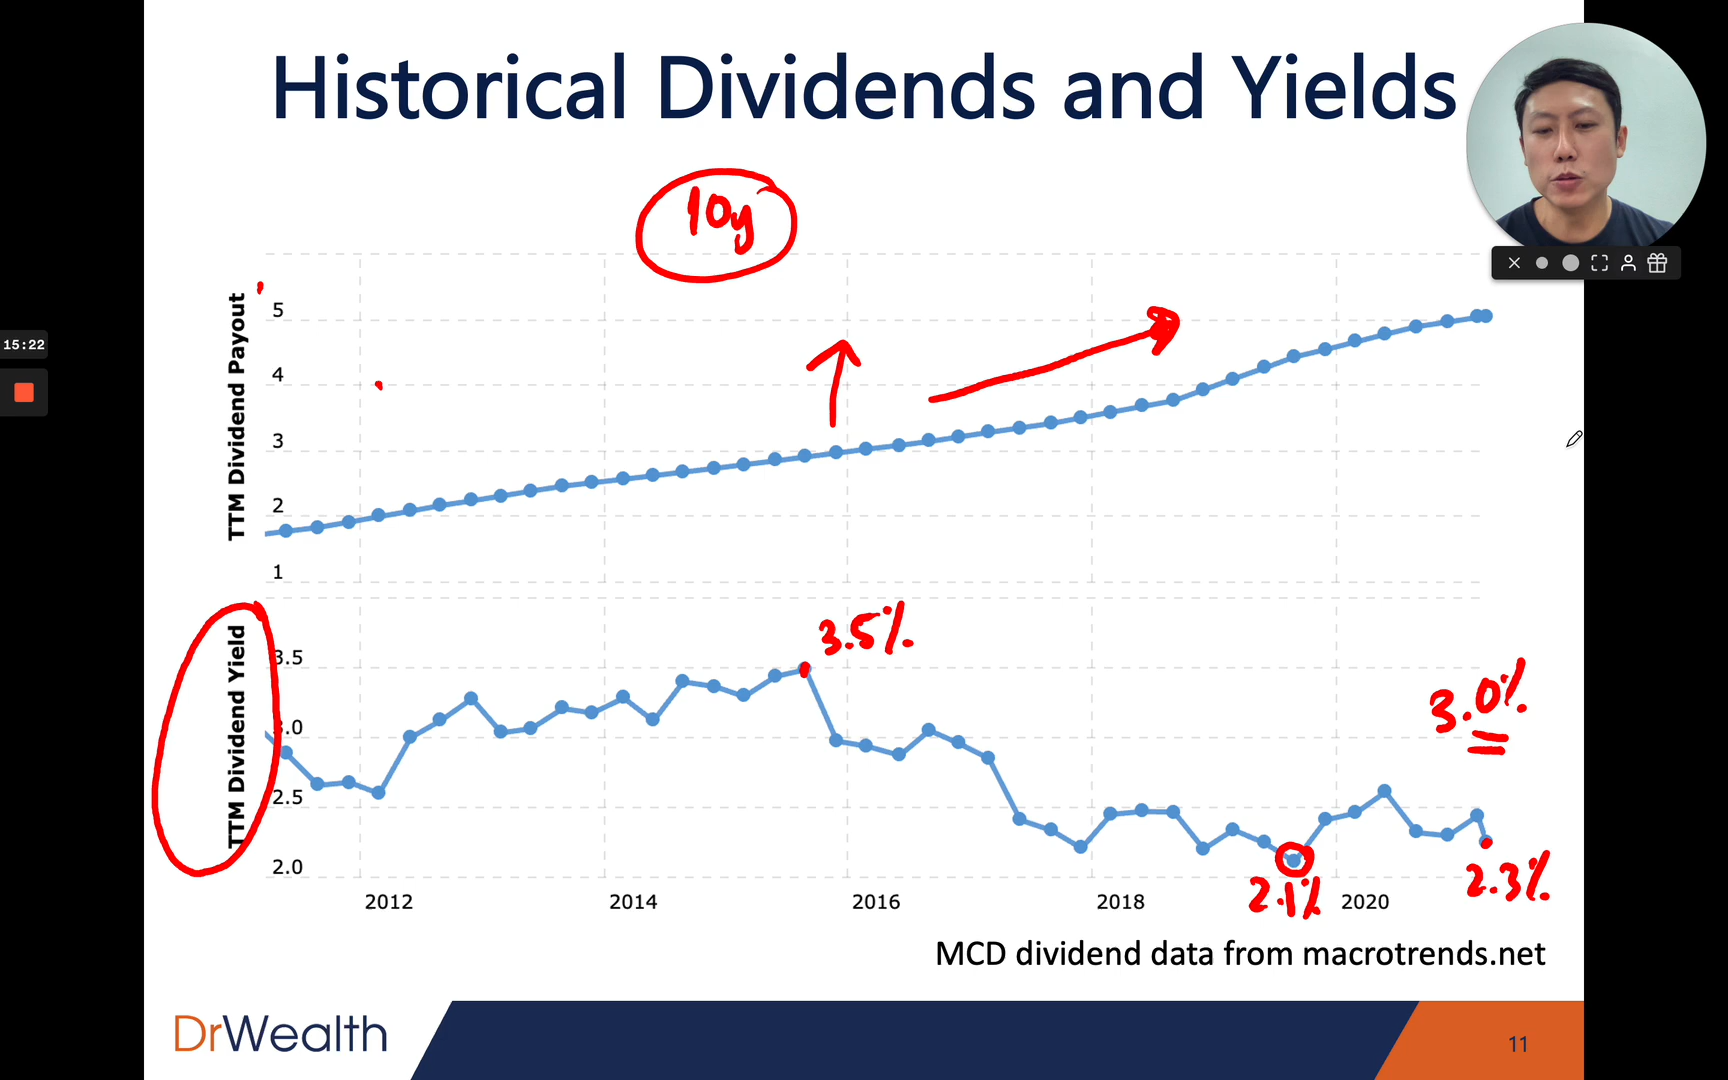 Historical Dividends and Yields
10y
15:22
TTM Dividend Payout
5
4
3
2
1
TTM Dividend Yield
3.5
3.0
2.5
2.0
3.5%
3.0%
2.1%
2.3%
2012 2014 2016 2018 2020
MCD dividend data from macrotrends.net
DrWealth
11